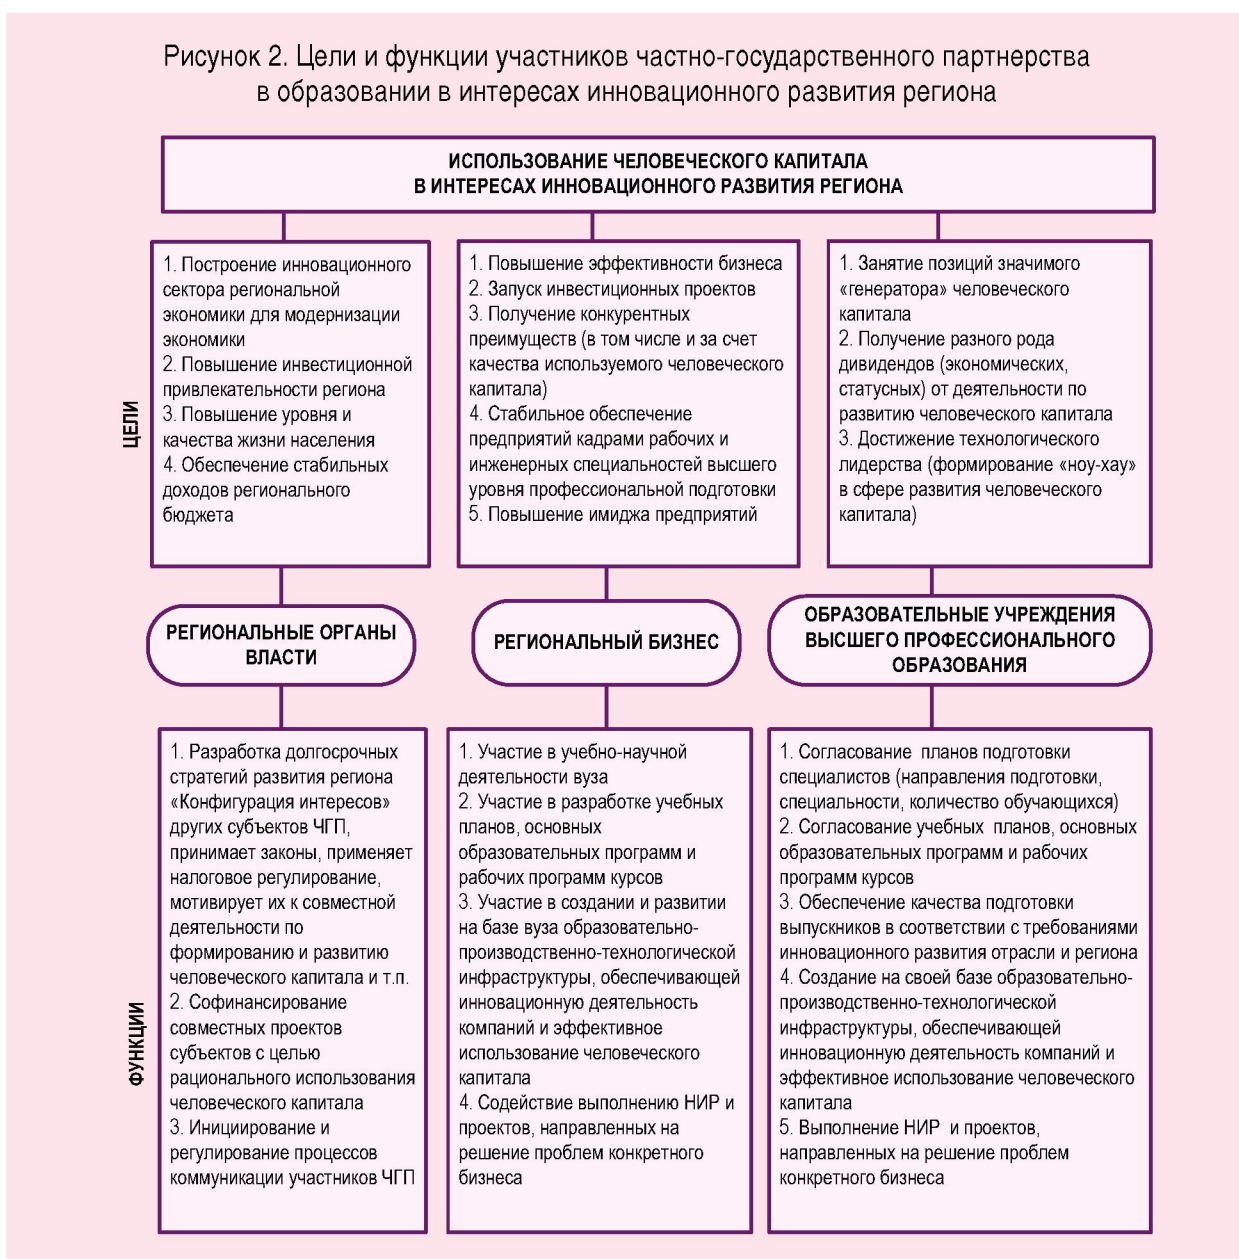 Рисунок 2. Цели и функции участников частно-государственного партнерства
в образовании в интересах инновационного развития региона
ИСПОЛЬЗОВАНИЕ ЧЕЛОВЕЧЕСКОГО КАПИТАЛА
В ИНТЕРЕСАХ ИННОВАЦИОННОГО РАЗВИТИЯ РЕГИОНА
ЦЕЛИ
1. Построение инновационного
сектора региональной
экономики для модернизации
экономики
2. Повышение инвестиционной
привлекательности региона
3. Повышение уровня и
качества жизни населения
4. Обеспечение стабильных
доходов регионального
бюджета
1. Повышение эффективности бизнеса
2. Запуск инвестиционных проектов
3. Получение конкурентных
преимуществ (в том числе и за счет
качества используемого человеческого
капитала)
4. Стабильное обеспечение
предприятий кадрами рабочих и
инженерных специальностей высшего
уровня профессиональной подготовки
5. Повышение имиджа предприятий
1. Занятие позиций значимого
«генератора» человеческого
капитала
2. Получение разного рода
дивидендов (экономических,
статусных) от деятельности по
развитию человеческого капитала
3. Достижение технологического
лидерства (формирование «ноу-хау»
в сфере развития человеческого
капитала)
РЕГИОНАЛЬНЫЕ ОРГАНЫ
ВЛАСТИ
РЕГИОНАЛЬНЫЙ БИЗНЕС
ОБРАЗОВАТЕЛЬНЫЕ УЧРЕЖДЕНИЯ
ВЫСШЕГО ПРОФЕССИОНАЛЬНОГО
ОБРАЗОВАНИЯ
ФУНКЦИИ
1. Разработка долгосрочных
стратегий развития региона
«Конфигурация интересов»
других субъектов ЧГП,
принимает законы, применяет
налоговое регулирование,
мотивирует их к совместной
деятельности по
формированию и развитию
человеческого капитала и т.п.
2. Софинансирование
совместных проектов
субъектов с целью
рационального использования
человеческого капитала
3. Инициирование и
регулирование процессов
коммуникации участников ЧГП
1. Участие в учебно-научной
деятельности вуза
2. Участие в разработке учебных
планов, основных
образовательных программ и
рабочих программ курсов
3. Участие в создании и развитии
на базе вуза образовательно-
производственно-технологической
инфраструктуры, обеспечивающей
инновационную деятельность
компаний и эффективное
использование человеческого
капитала
4. Содействие выполнению НИР и
проектов, направленных на
решение проблем конкретного
бизнеса
1. Согласование планов подготовки
специалистов (направления подготовки,
специальности, количество обучающихся)
2. Согласование учебных планов, основных
образовательных программ и рабочих
программ курсов
3. Обеспечение качества подготовки
выпускников в соответствии с требованиями
инновационного развития отрасли и региона
4. Создание на своей базе образовательно-
производственно-технологической
инфраструктуры, обеспечивающей
инновационную деятельность компаний и
эффективное использование человеческого
капитала
5. Выполнение НИР и проектов,
направленных на решение проблем
конкретного бизнеса